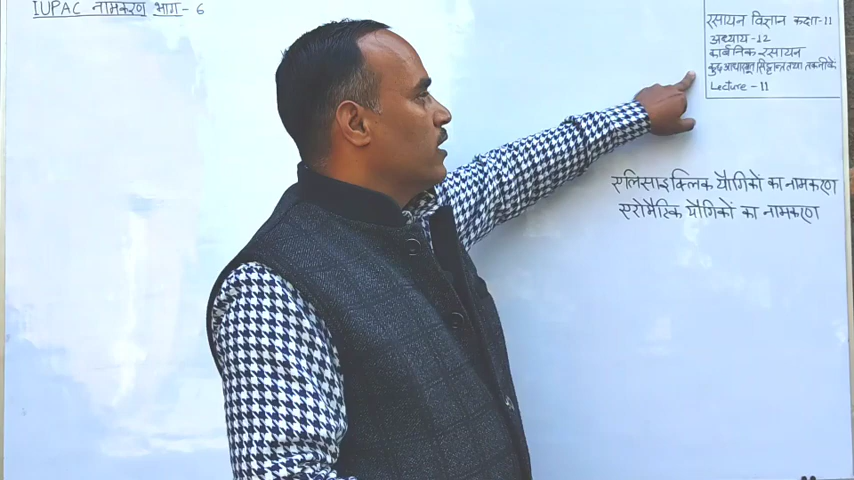 IUPAC नामकरण भाग - 6
रसायन विज्ञान कक्षा-11
अध्याय-12
कार्बनिक रसायन
कुछ आधारभूत सिद्धान्त तथा तकनीकें
Lecture - 11
एलिसाइक्लिक यौगिकों का नामकरण
एरोमैटिक यौगिकों का नामकरण